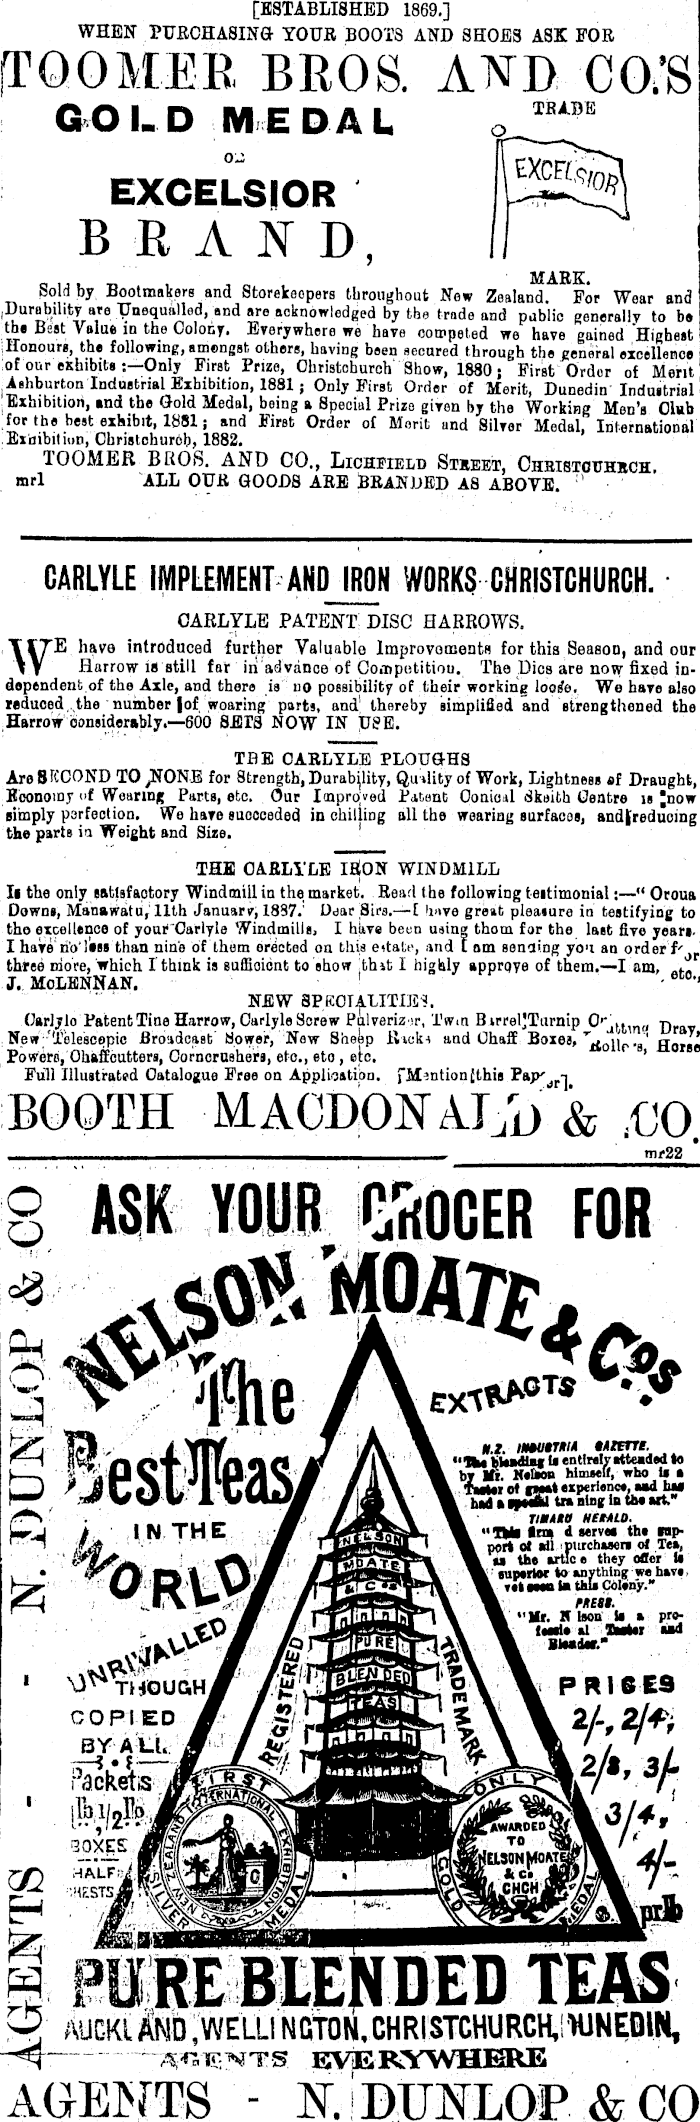 [ESTABLISHED 1869.]
WHEN PURCHASING YOUR BOOTS AND SHOES ASK FOR
TOOMER BROS. AND CO.'S
GOLD MEDAL
OR
EXCELSIOR
BRAND,
TRADE
EXCELSIOR
MARK.
Sold by Bootmakers and Storekeepers throughout New Zealand. For Wear and
Durability are Unequalled, and are acknowledged by the trade and public generally to be
the Best Value in the Colony. Everywhere we have competed we have gained Highest
Honours, the following, amongst others, having been secured through the general excellence
of our exhibits :—Only First Prize, Christchurch Show, 1880; First Order of Merit
Ashburton Industrial Exhibition, 1881; Only First Order of Merit, Dunedin Industrial
Exhibition, and the Gold Medal, being a Special Prize given by the Working Men's Club
for the best exhibit, 1881; and First Order of Merit and Silver Medal, International
Exhibition, Christchurch, 1882.
TOOMER BROS. AND CO., LICHFIELD STREET, CHRISTCUHRCH.
mr1 ALL OUR GOODS ARE BRANDED AS ABOVE.
CARLYLE IMPLEMENT AND IRON WORKS CHRISTCHURCH.
CARLYLE PATENT DISC HARROWS.
WE have introduced further Valuable Improvements for this Season, and our
Harrow is still far in advance of Competition. The Dics are now fixed in-
dependent of the Axle, and there is no possibility of their working loose. We have also
reduced the number of wearing parts, and thereby simplified and strengthened the
Harrow considerably.—600 SETS NOW IN USE.
THE CARLYLE PLOUGHS
Are SECOND TO NONE for Strength, Durability, Quality of Work, Lightness of Draught,
Economy of Wearing Parts, etc. Our Improved Patent Conical Skeith Centre is now
simply perfection. We have succeeded in chilling all the wearing surfaces, and reducing
the parts in Weight and Size.
THE CARLYLE IRON WINDMILL
Is the only satisfactory Windmill in the market. Read the following testimonial :—"Oroua
Downs, Manawatu, 11th January, 1887. Dear Sirs.—I have great pleasure in testifying to
the excellence of your Carlyle Windmills. I have been using them for the last five years.
I have no less than nine of them erected on this estate, and I am sending you an order for
three more, which I think is sufficient to show that I highly approve of them.—I am, etc.,
J. McLENNAN.
NEW SPECIALITIES.
Carlyle Patent Tine Harrow, Carlyle Screw Pulverizer, Twin Barrel Turnip Cutting Dray,
New Telescopic Broadcast Sower, New Sheep Racks and Chaff Boxes, Rollers, Horse
Powers, Chaffcutters, Corncrushers, etc., etc, etc.
Full Illustrated Catalogue Free on Application. [Mention this Paper].
BOOTH MACDONALD & CO.
mr22
N. DUNLOP & CO
AGENTS - -
ASK YOUR GROCER FOR
NELSON MOATE & Cos.
The
Best Teas
IN THE
WORLD
UNRIVALLED
THOUGH
COPIED
BY ALL.
Packets
1lb 1/2lb
BOXES
HALF
CHESTS
EXTRACTS
N.Z. INDUSTRIA GAZETTE.
"The blending is entirely attended to
by Mr. Nelson himself, who is a
Taster of great experience, and has
had a special tra ning in the art."
TIMARU HERALD.
"This firm d serves the sup-
port of all purchasers of Tea,
as the artic e they offer is
superior to anything we have
yet seen in this Colony."
PRESS.
"Mr. N lson is a pro-
fessio al Taster and
Blender."
NELSON
MOATE
& Cos
PURE
BLENDED
TEAS
REGISTERED
TRADEMARK
PRICES
2/-, 2/4,
2/8, 3/-
3/4,
4/-
pr lb
FIRST
SILVER MEDAL
NEW ZEALAND INTERNATIONAL EXHIBITION
ONLY
GOLD MEDAL
AWARDED
TO
NELSON MOATE
& Co
CHCH
PURE BLENDED TEAS
AUCKLAND, WELLINGTON, CHRISTCHURCH, DUNEDIN,
AGENTS EVERYWHERE
AGENTS - N. DUNLOP & CO